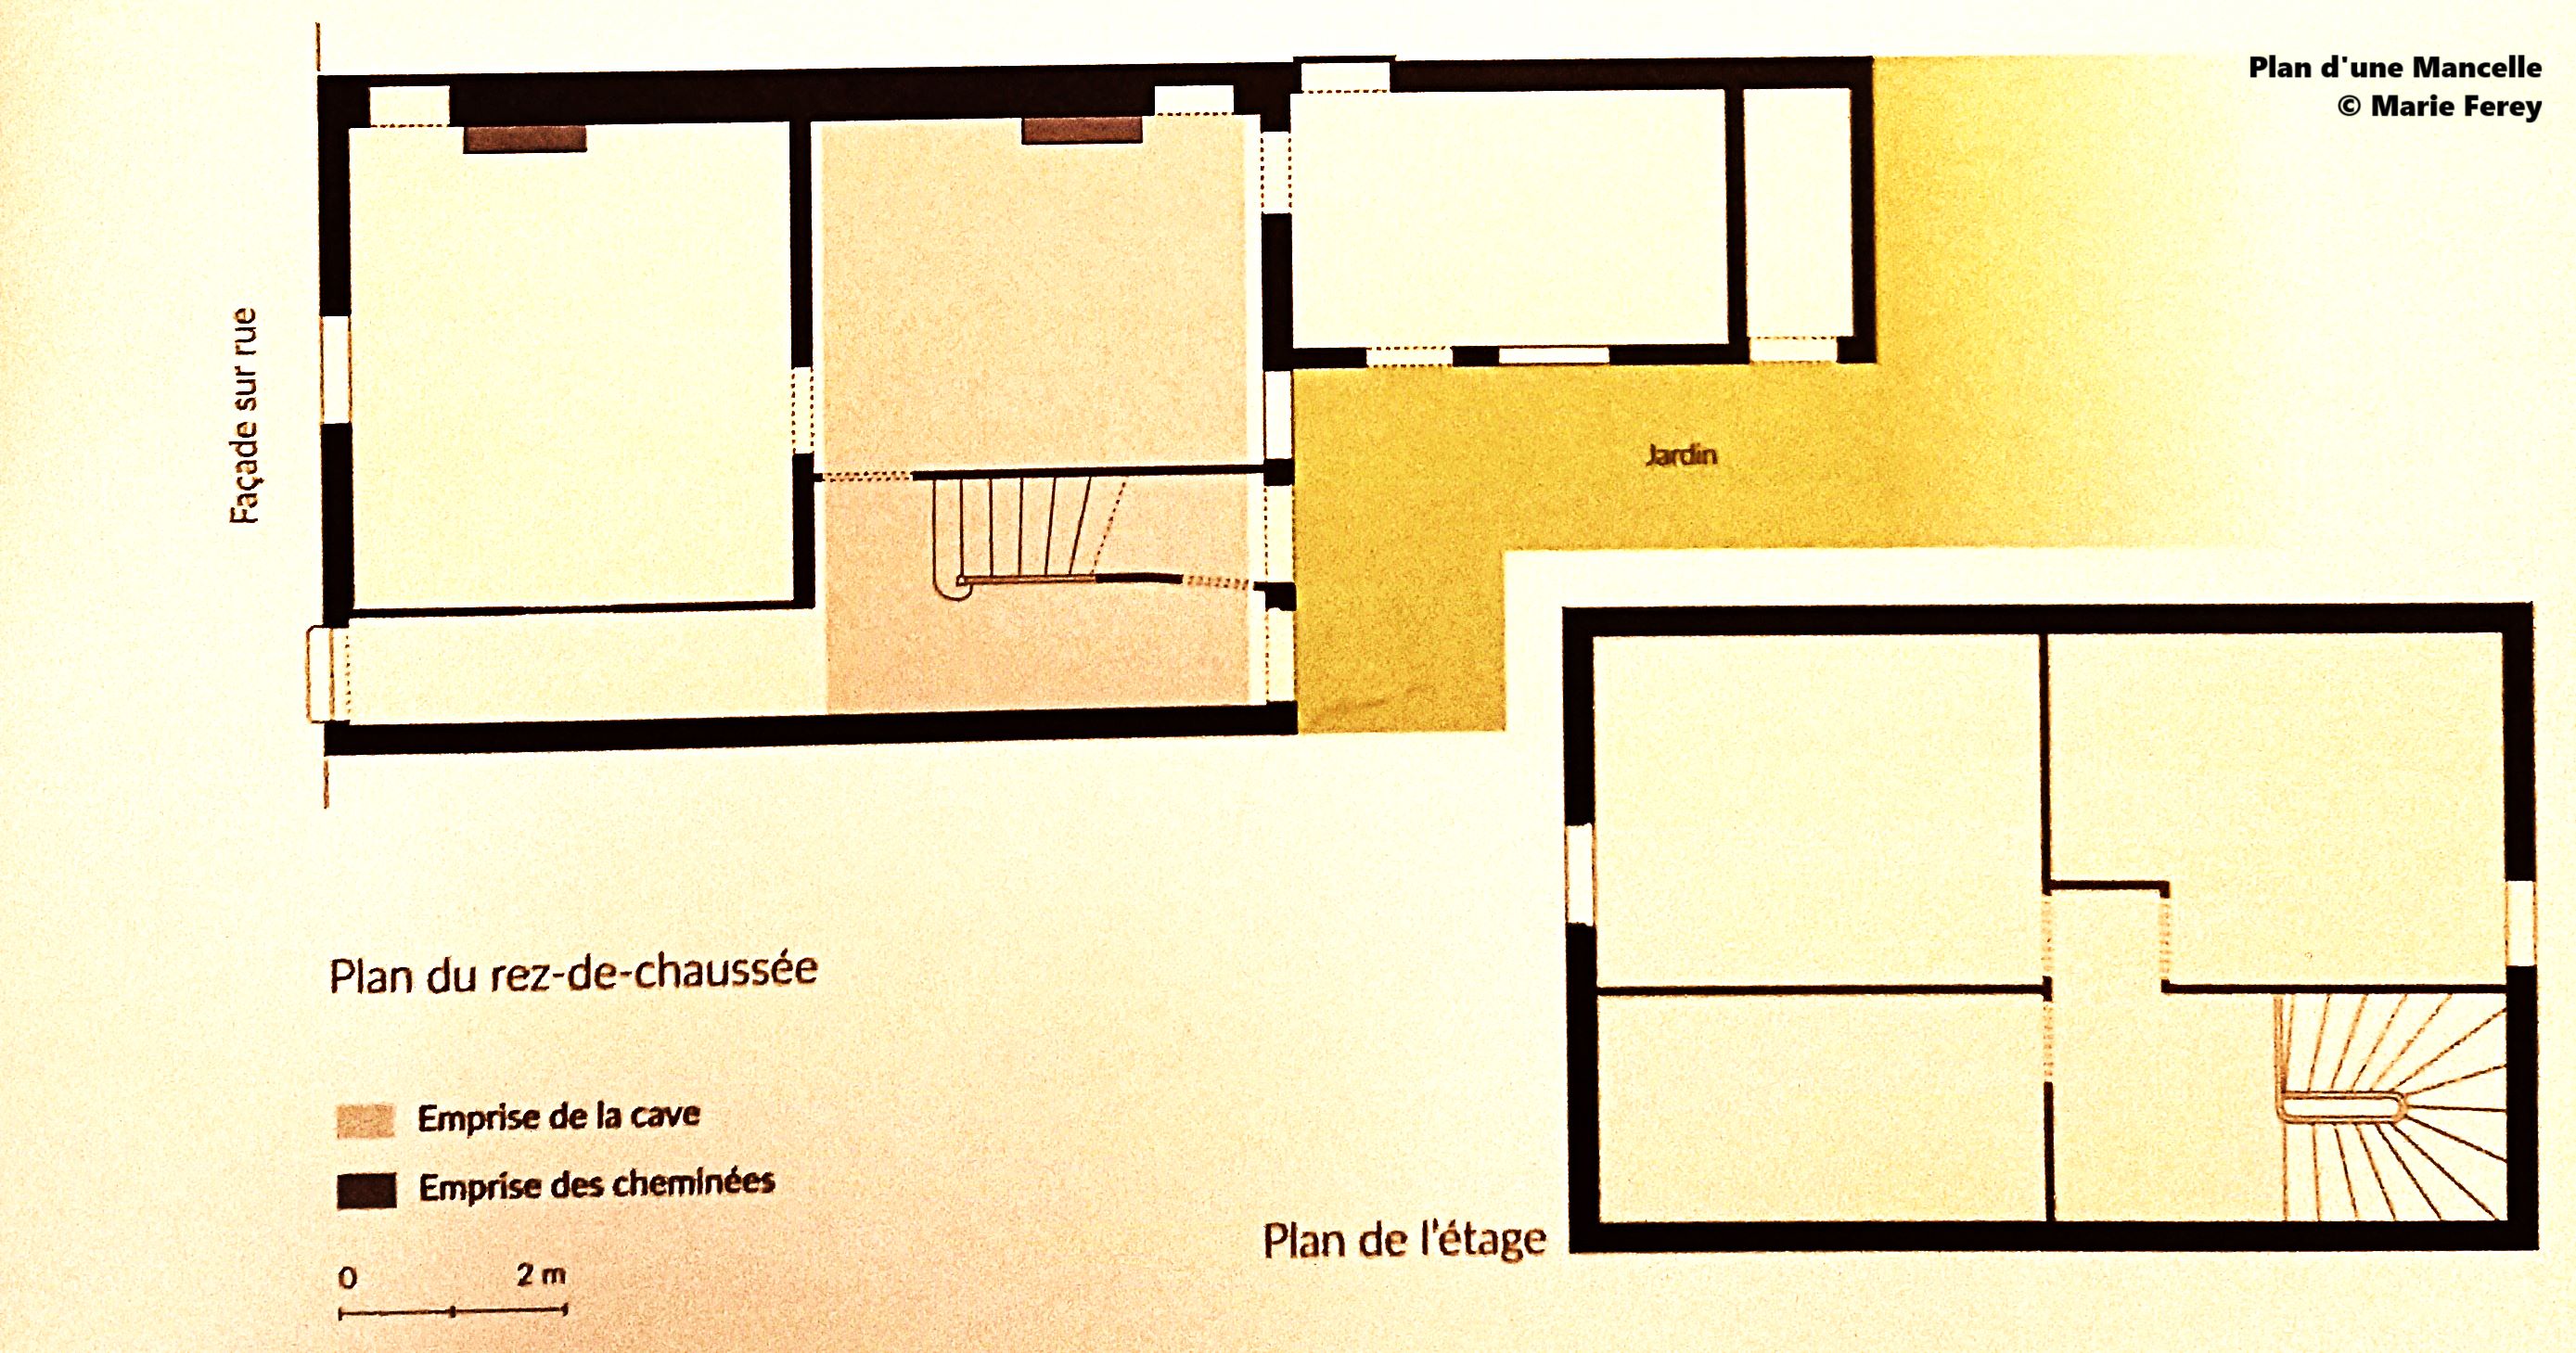 Plan d'une Mancelle
© Marie Ferey
Façade sur rue
Jardin
Plan du rez-de-chaussée
Emprise de la cave
Emprise des cheminées
0 2 m
Plan de l'étage